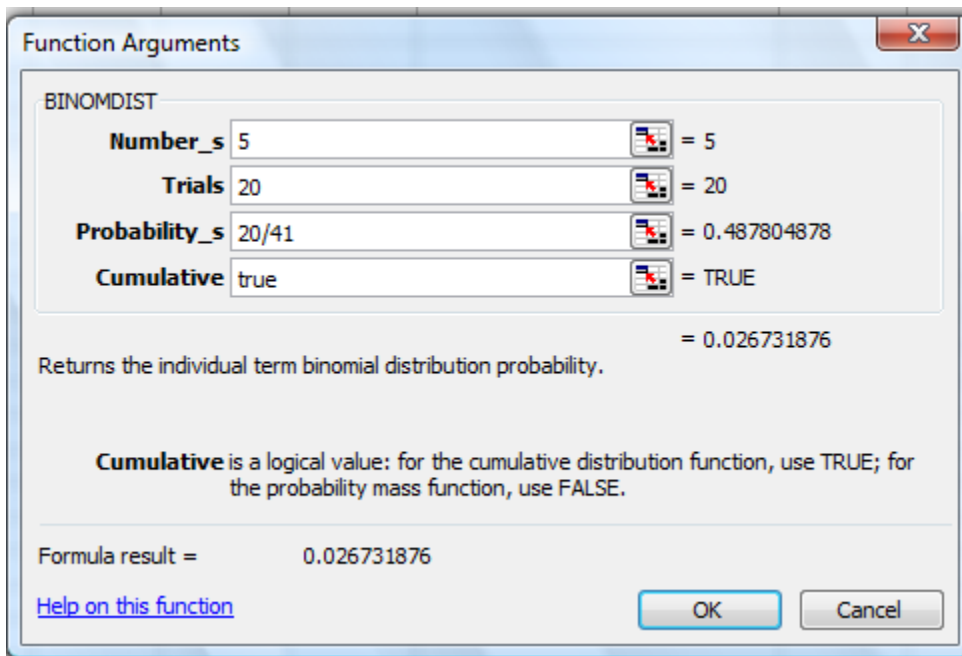 Function Arguments
BINOMDIST
Number_s 5 = 5
Trials 20 = 20
Probability_s 20/41 = 0.487804878
Cumulative true = TRUE
= 0.026731876
Returns the individual term binomial distribution probability.
Cumulative is a logical value: for the cumulative distribution function, use TRUE; for
the probability mass function, use FALSE.
Formula result = 0.026731876
Help on this function OK Cancel